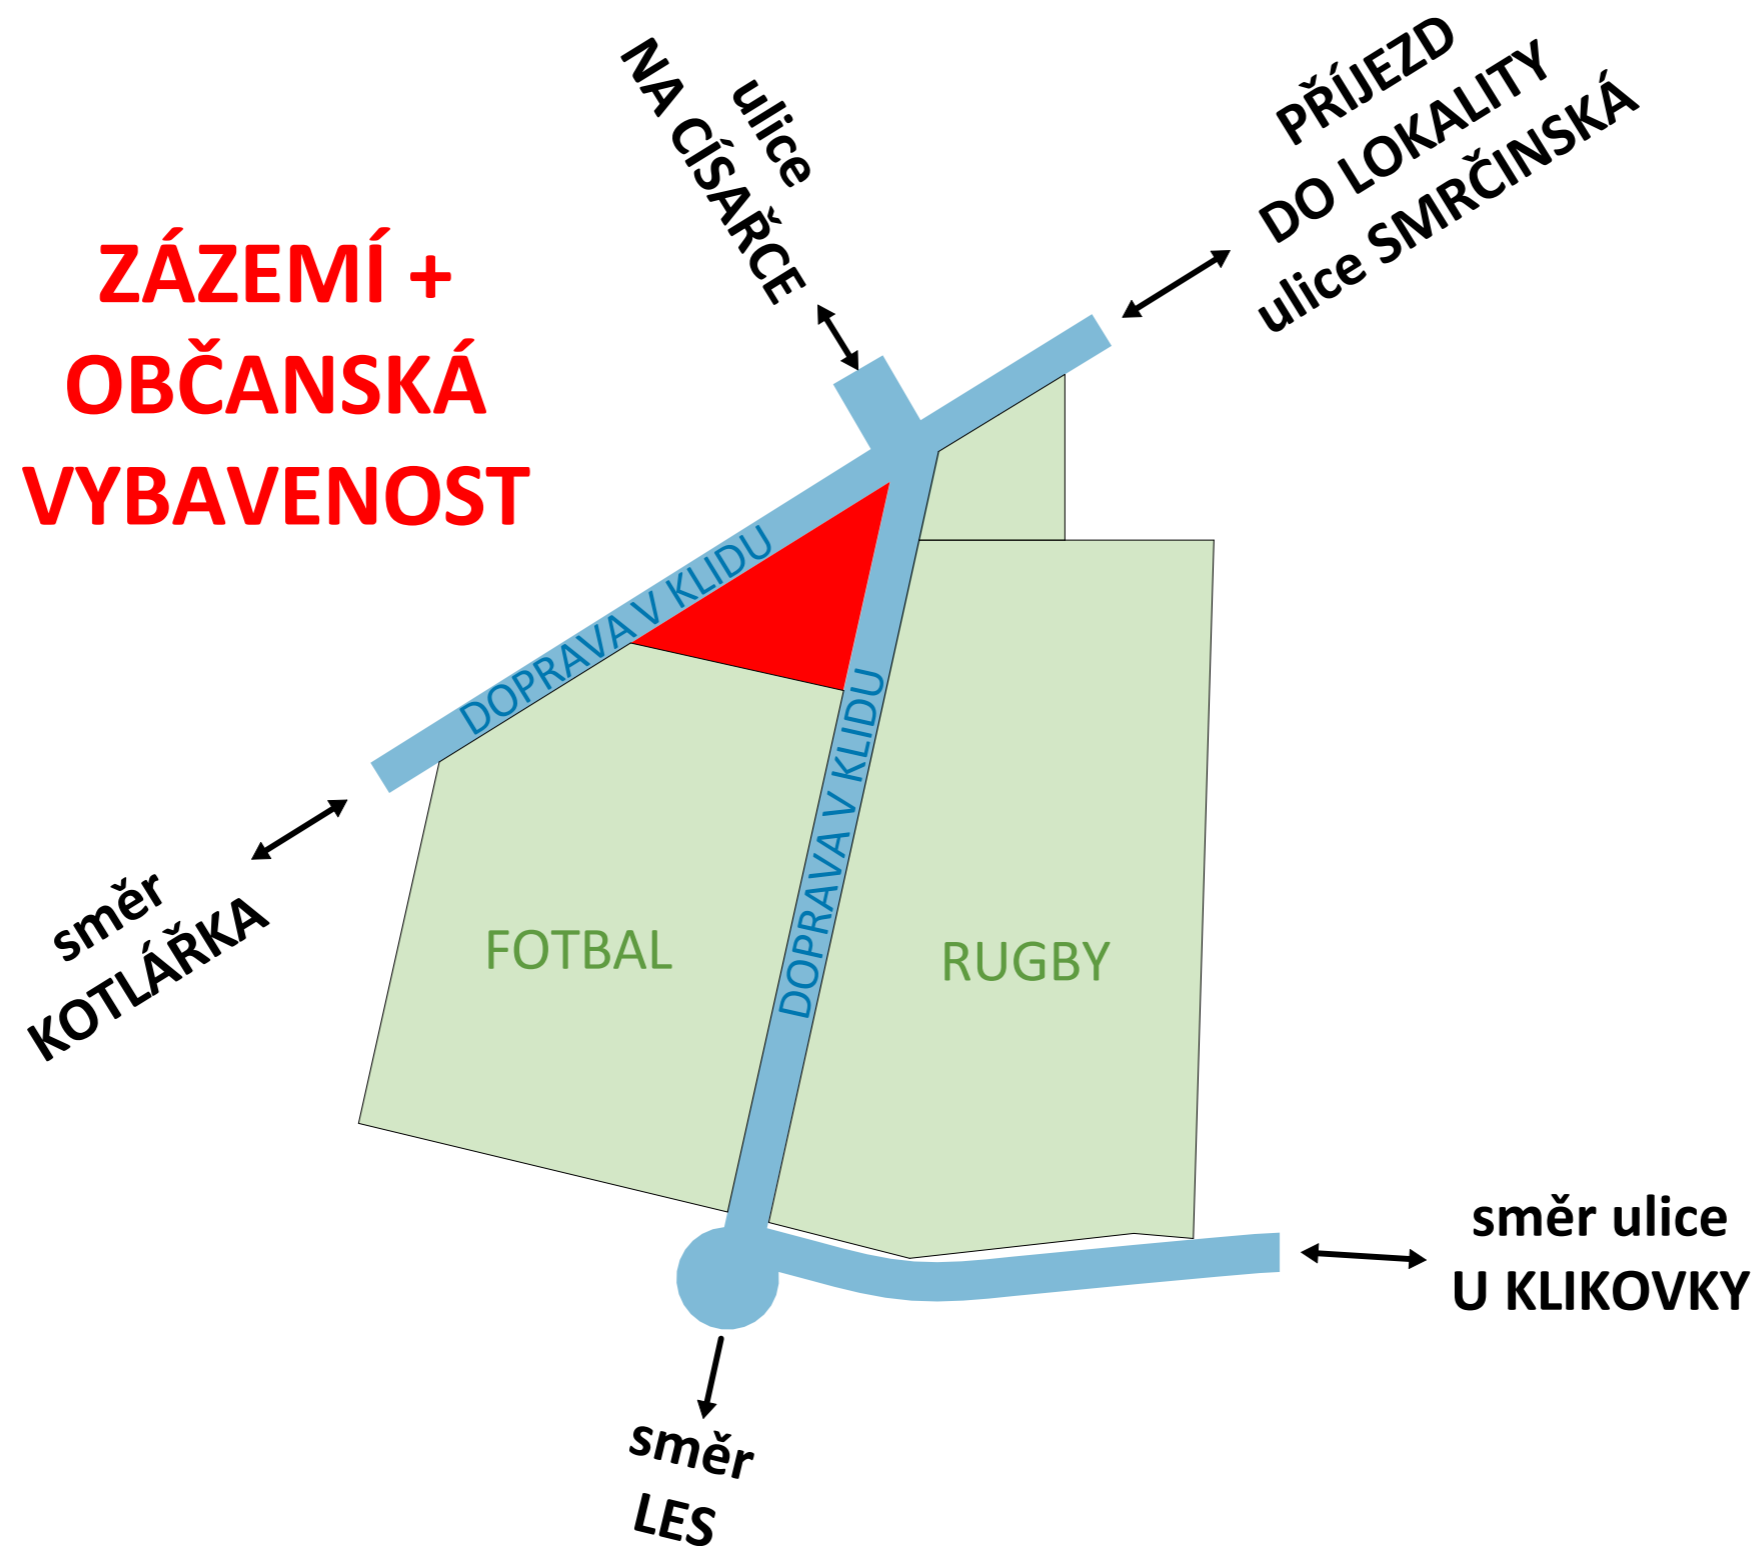 ulice
NA CÍSAŘCE
PŘÍJEZD
DO LOKALITY
ulice SMRČINSKÁ
ZÁZEMÍ +
OBČANSKÁ
VYBAVENOST
DOPRAVA V KLIDU
DOPRAVA V KLIDU
směr
KOTLÁŘKA
FOTBAL
RUGBY
směr ulice
U KLIKOVKY
směr
LES